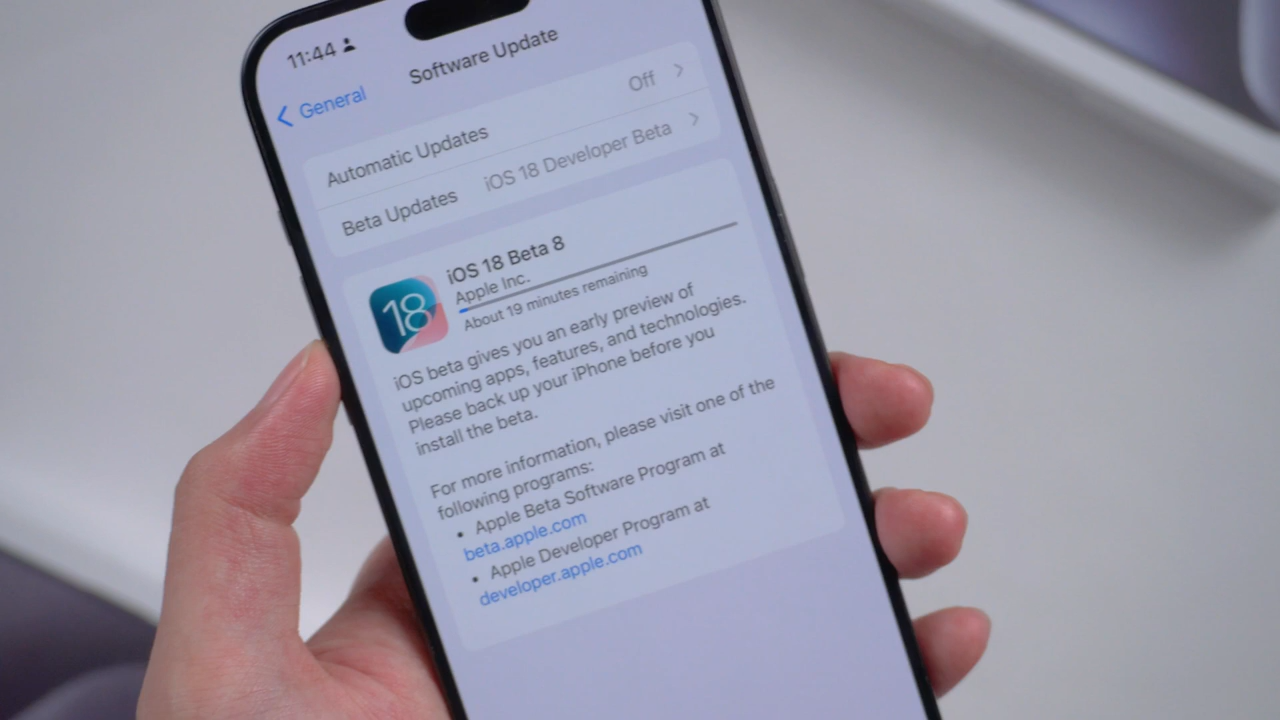 11:44
Software Update
General
Automatic Updates Off
Beta Updates iOS 18 Developer Beta
18
iOS 18 Beta 8
Apple Inc.
About 19 minutes remaining
iOS beta gives you an early preview of
upcoming apps, features, and technologies.
Please back up your iPhone before you
install the beta.
For more information, please visit one of the
following programs:
• Apple Beta Software Program at
beta.apple.com
• Apple Developer Program at
developer.apple.com